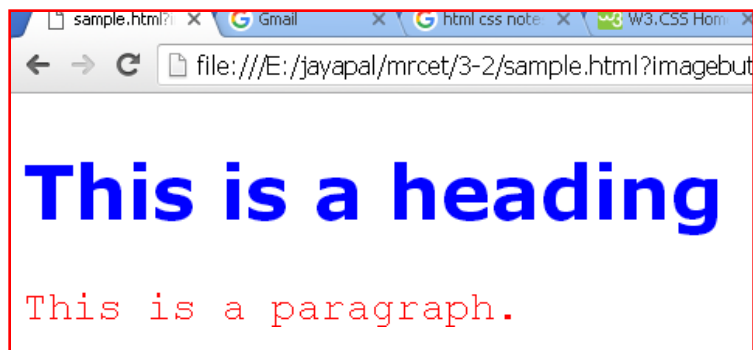 sample.html?i Gmail html css note: W3.CSS Hom
file:///E:/jayapal/mrcet/3-2/sample.html?imagebut
This is a heading
This is a paragraph.